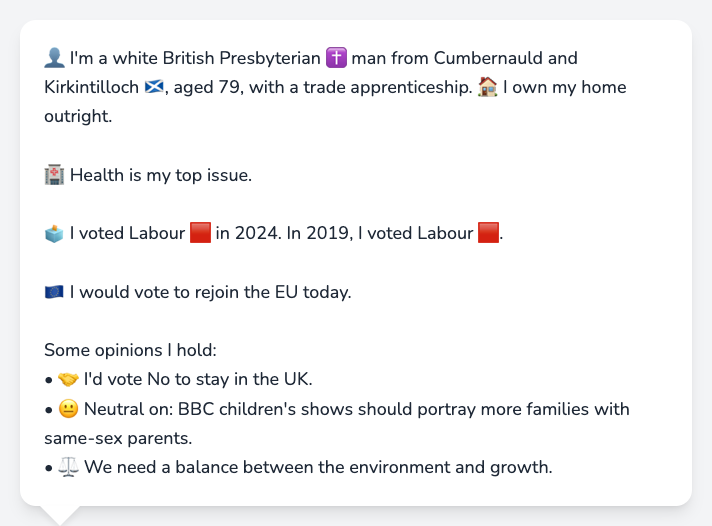 👤 I'm a white British Presbyterian ✝️ man from Cumbernauld and
Kirkintilloch 🏴󠁧󠁢󠁳󠁣󠁴󠁿, aged 79, with a trade apprenticeship. 🏠 I own my home
outright.
🏥 Health is my top issue.
🗳️ I voted Labour 🟥 in 2024. In 2019, I voted Labour 🟥.
🇪🇺 I would vote to rejoin the EU today.
Some opinions I hold:
• 🤝 I'd vote No to stay in the UK.
• 😐 Neutral on: BBC children's shows should portray more families with
same-sex parents.
• ⚖️ We need a balance between the environment and growth.